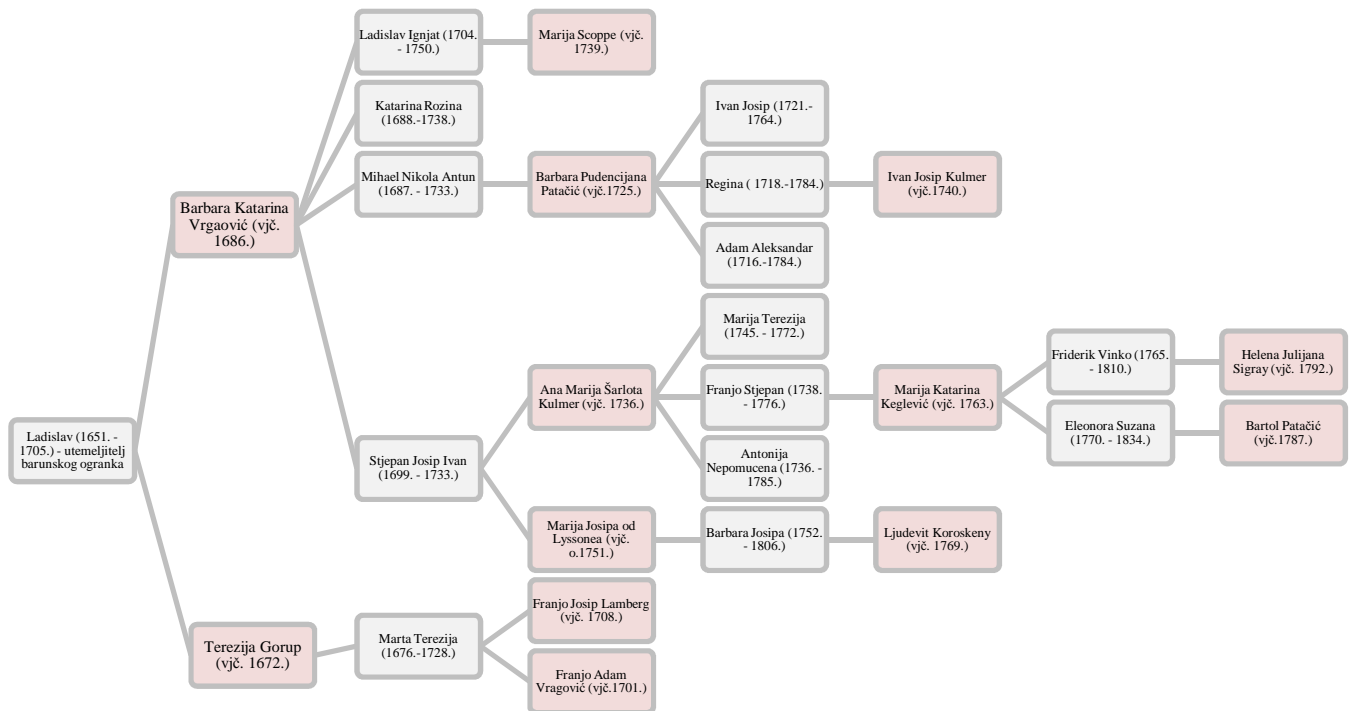 Ladislav Ignjat (1704.
- 1750.)
Marija Scoppe (vjč.
1739.)
Katarina Rozina
(1688.-1738.)
Ivan Josip (1721.-
1764.)
Mihael Nikola Antun
(1687. - 1733.)
Barbara Pudencijana
Patačić (vjč.1725.)
Regina ( 1718.-1784.)
Ivan Josip Kulmer
(vjč.1740.)
Barbara Katarina
Vrgaović (vjč.
1686.)
Adam Aleksandar
(1716.-1784.)
Marija Terezija
(1745. - 1772.)
Ana Marija Šarlota
Kulmer (vjč. 1736.)
Franjo Stjepan (1738.
- 1776.)
Marija Katarina
Keglević (vjč. 1763.)
Friderik Vinko (1765.
- 1810.)
Helena Julijana
Sigray (vjč. 1792.)
Eleonora Suzana
(1770. - 1834.)
Bartol Patačić
(vjč.1787.)
Ladislav (1651. -
1705.) - utemeljitelj
barunskog ogranka
Stjepan Josip Ivan
(1699. - 1733.)
Antonija
Nepomucena (1736. -
1785.)
Marija Josipa od
Lyssonea (vjč.
o.1751.)
Barbara Josipa (1752.
- 1806.)
Ljudevit Koroskeny
(vjč. 1769.)
Terezija Gorup
(vjč. 1672.)
Marta Terezija
(1676.-1728.)
Franjo Josip Lamberg
(vjč. 1708.)
Franjo Adam
Vragović (vjč.1701.)